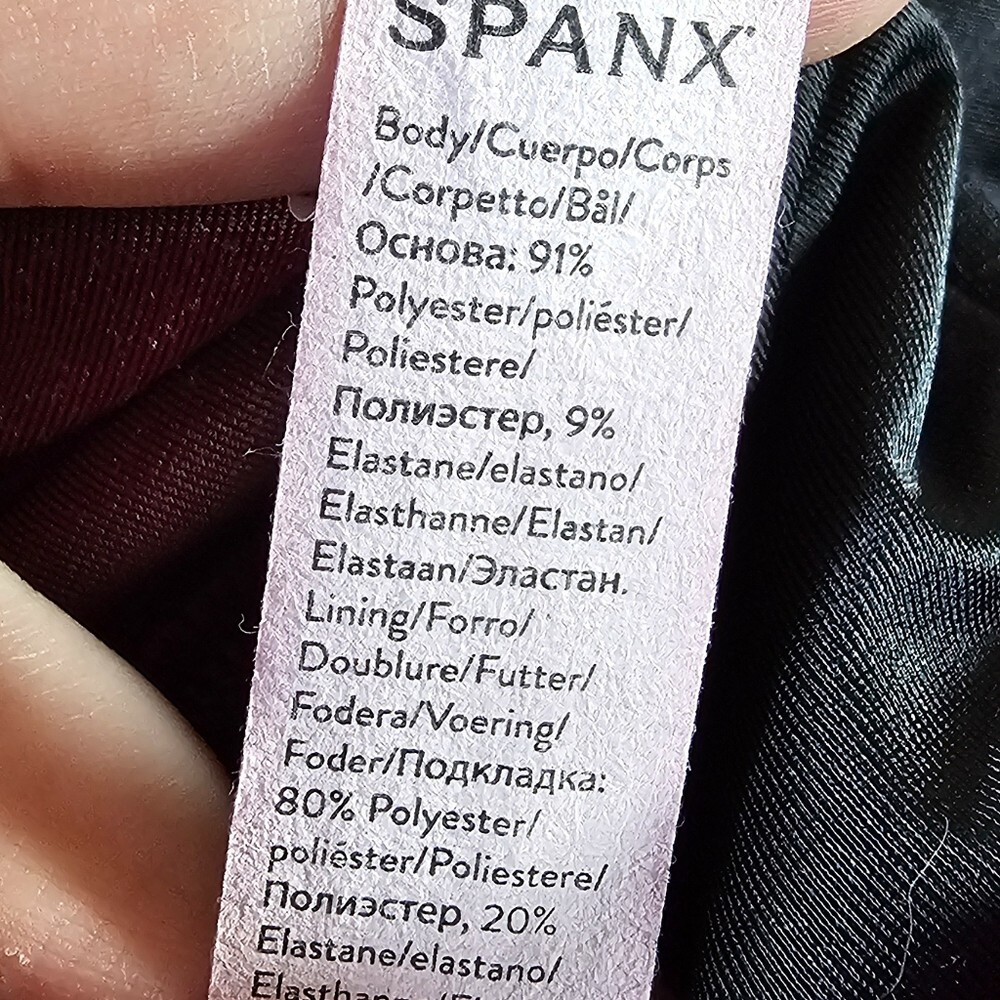 SPANX
Body/Cuerpo/Corps
/Corpetto/Bål/
Основа: 91%
Polyester/poliéster/
Poliestere/
Полиэстер, 9%
Elastane/elastano/
Elasthanne/Elastan/
Elastaan/Эластан.
Lining/Forro/
Doublure/Futter/
Fodera/Voering/
Foder/Подкладка:
80% Polyester/
poliéster/Poliestere/
Полиэстер, 20%
Elastane/elastano/